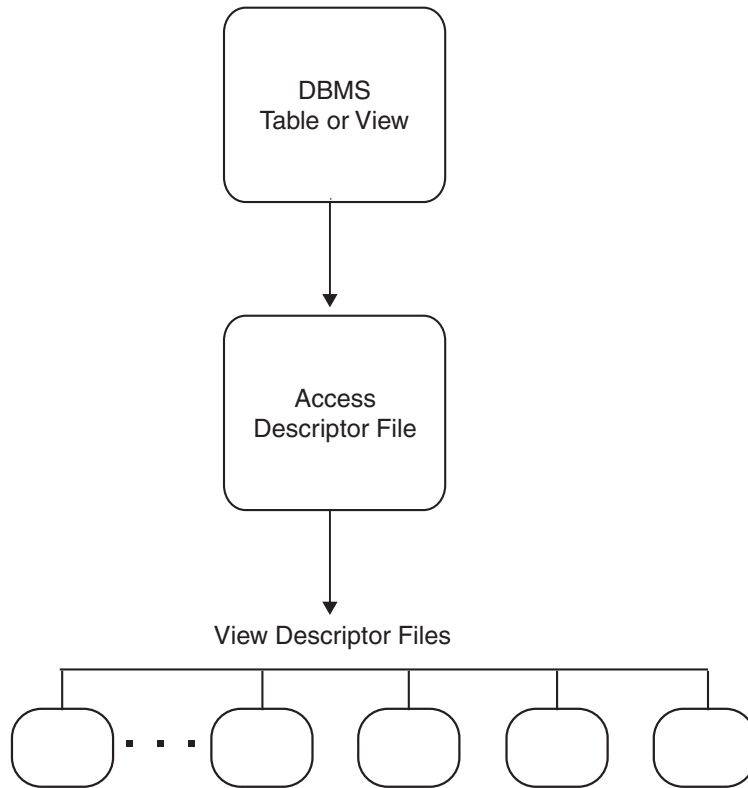 DBMS
Table or View
Access
Descriptor File
View Descriptor Files